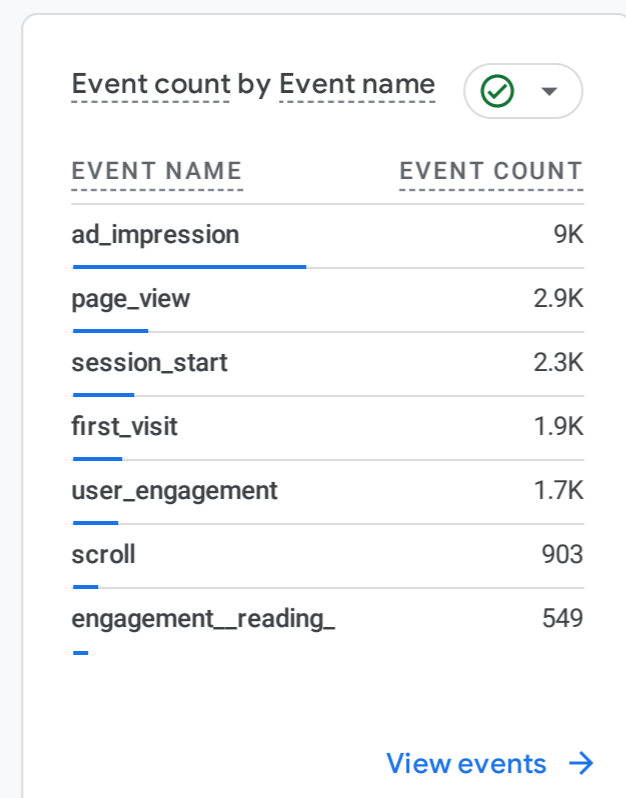 Event count by Event name
EVENT NAME EVENT COUNT
ad_impression 9K
page_view 2.9K
session_start 2.3K
first_visit 1.9K
user_engagement 1.7K
scroll 903
engagement__reading_ 549
View events